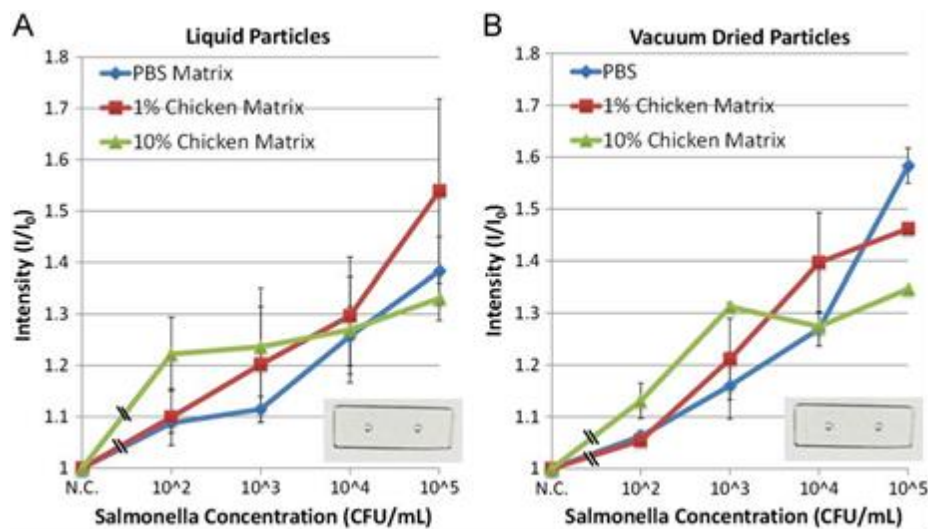 A
Liquid Particles
1.8
1.7
1.6
1.5
1.4
1.3
1.2
1.1
1
PBS Matrix
1% Chicken Matrix
10% Chicken Matrix
Intensity (I/I₀)
N.C.
10^2
10^3
10^4
10^5
Salmonella Concentration (CFU/mL)
B
Vacuum Dried Particles
1.8
1.7
1.6
1.5
1.4
1.3
1.2
1.1
1
PBS
1% Chicken Matrix
10% Chicken Matrix
Intensity (I/I₀)
N.C.
10^2
10^3
10^4
10^5
Salmonella Concentration (CFU/mL)